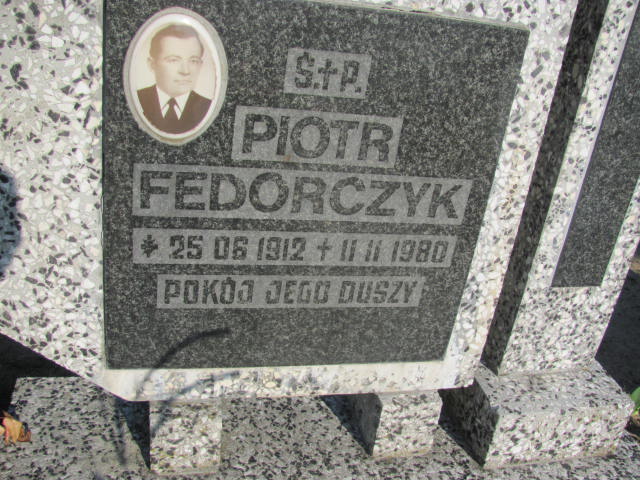 Ś.†P.
PIOTR
FEDORCZYK
* 25 06 1912 † 11 11 1980
POKÓJ JEGO DUSZY